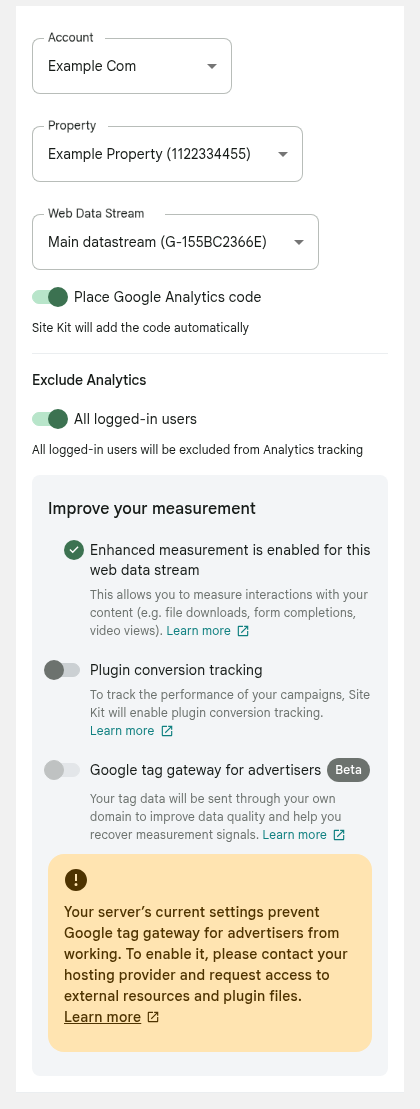 Account
Example Com
Property
Example Property (1122334455)
Web Data Stream
Main datastream (G-155BC2366E)
Place Google Analytics code
Site Kit will add the code automatically
Exclude Analytics
All logged-in users
All logged-in users will be excluded from Analytics tracking
Improve your measurement
Enhanced measurement is enabled for this
web data stream
This allows you to measure interactions with your
content (e.g. file downloads, form completions,
video views). Learn more
Plugin conversion tracking
To track the performance of your campaigns, Site
Kit will enable plugin conversion tracking.
Learn more
Google tag gateway for advertisers Beta
Your tag data will be sent through your own
domain to improve data quality and help you
recover measurement signals. Learn more
Your server’s current settings prevent
Google tag gateway for advertisers from
working. To enable it, please contact your
hosting provider and request access to
external resources and plugin files.
Learn more